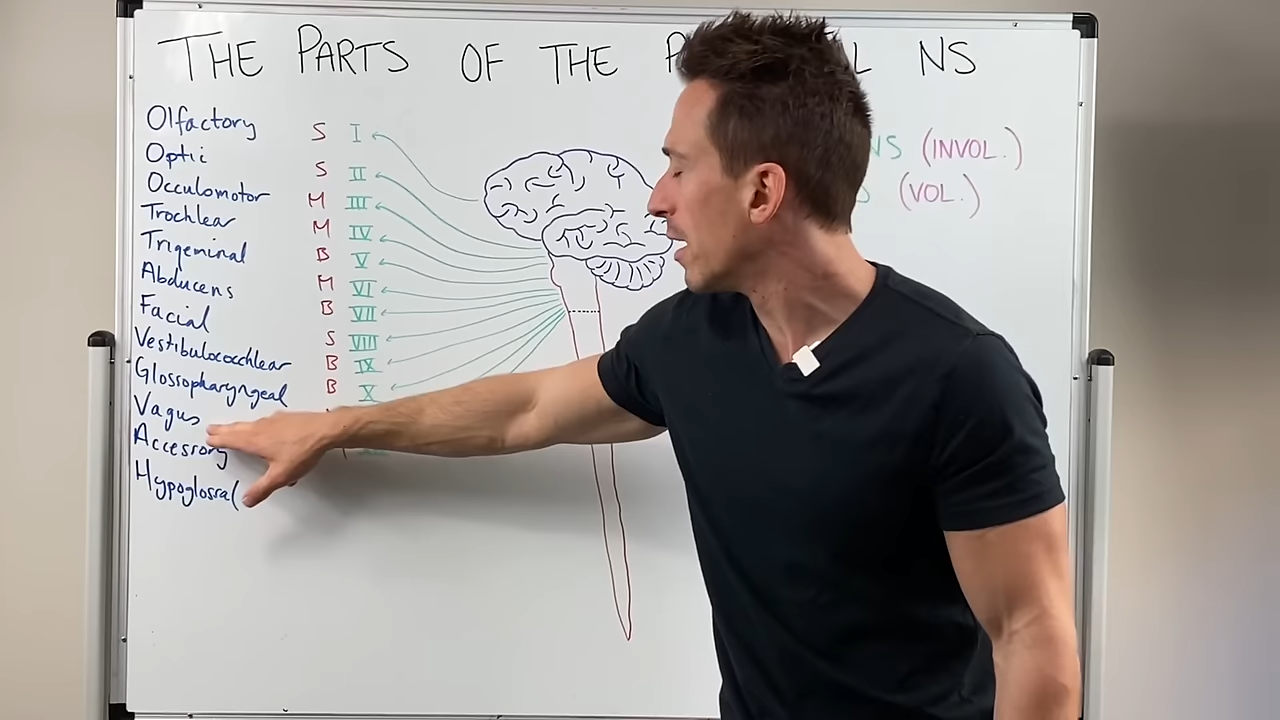 THE PARTS OF THE L NS
Olfactory S I
Optic S II
Occulomotor M III
Trochlear M IV
Trigeminal B V
Abducens M VI
Facial B VII
Vestibulococchlear S VIII
Glossopharyngeal B IX
Vagus B X
Accessory
Hypoglossal
NS (INVOL.)
S (VOL.)